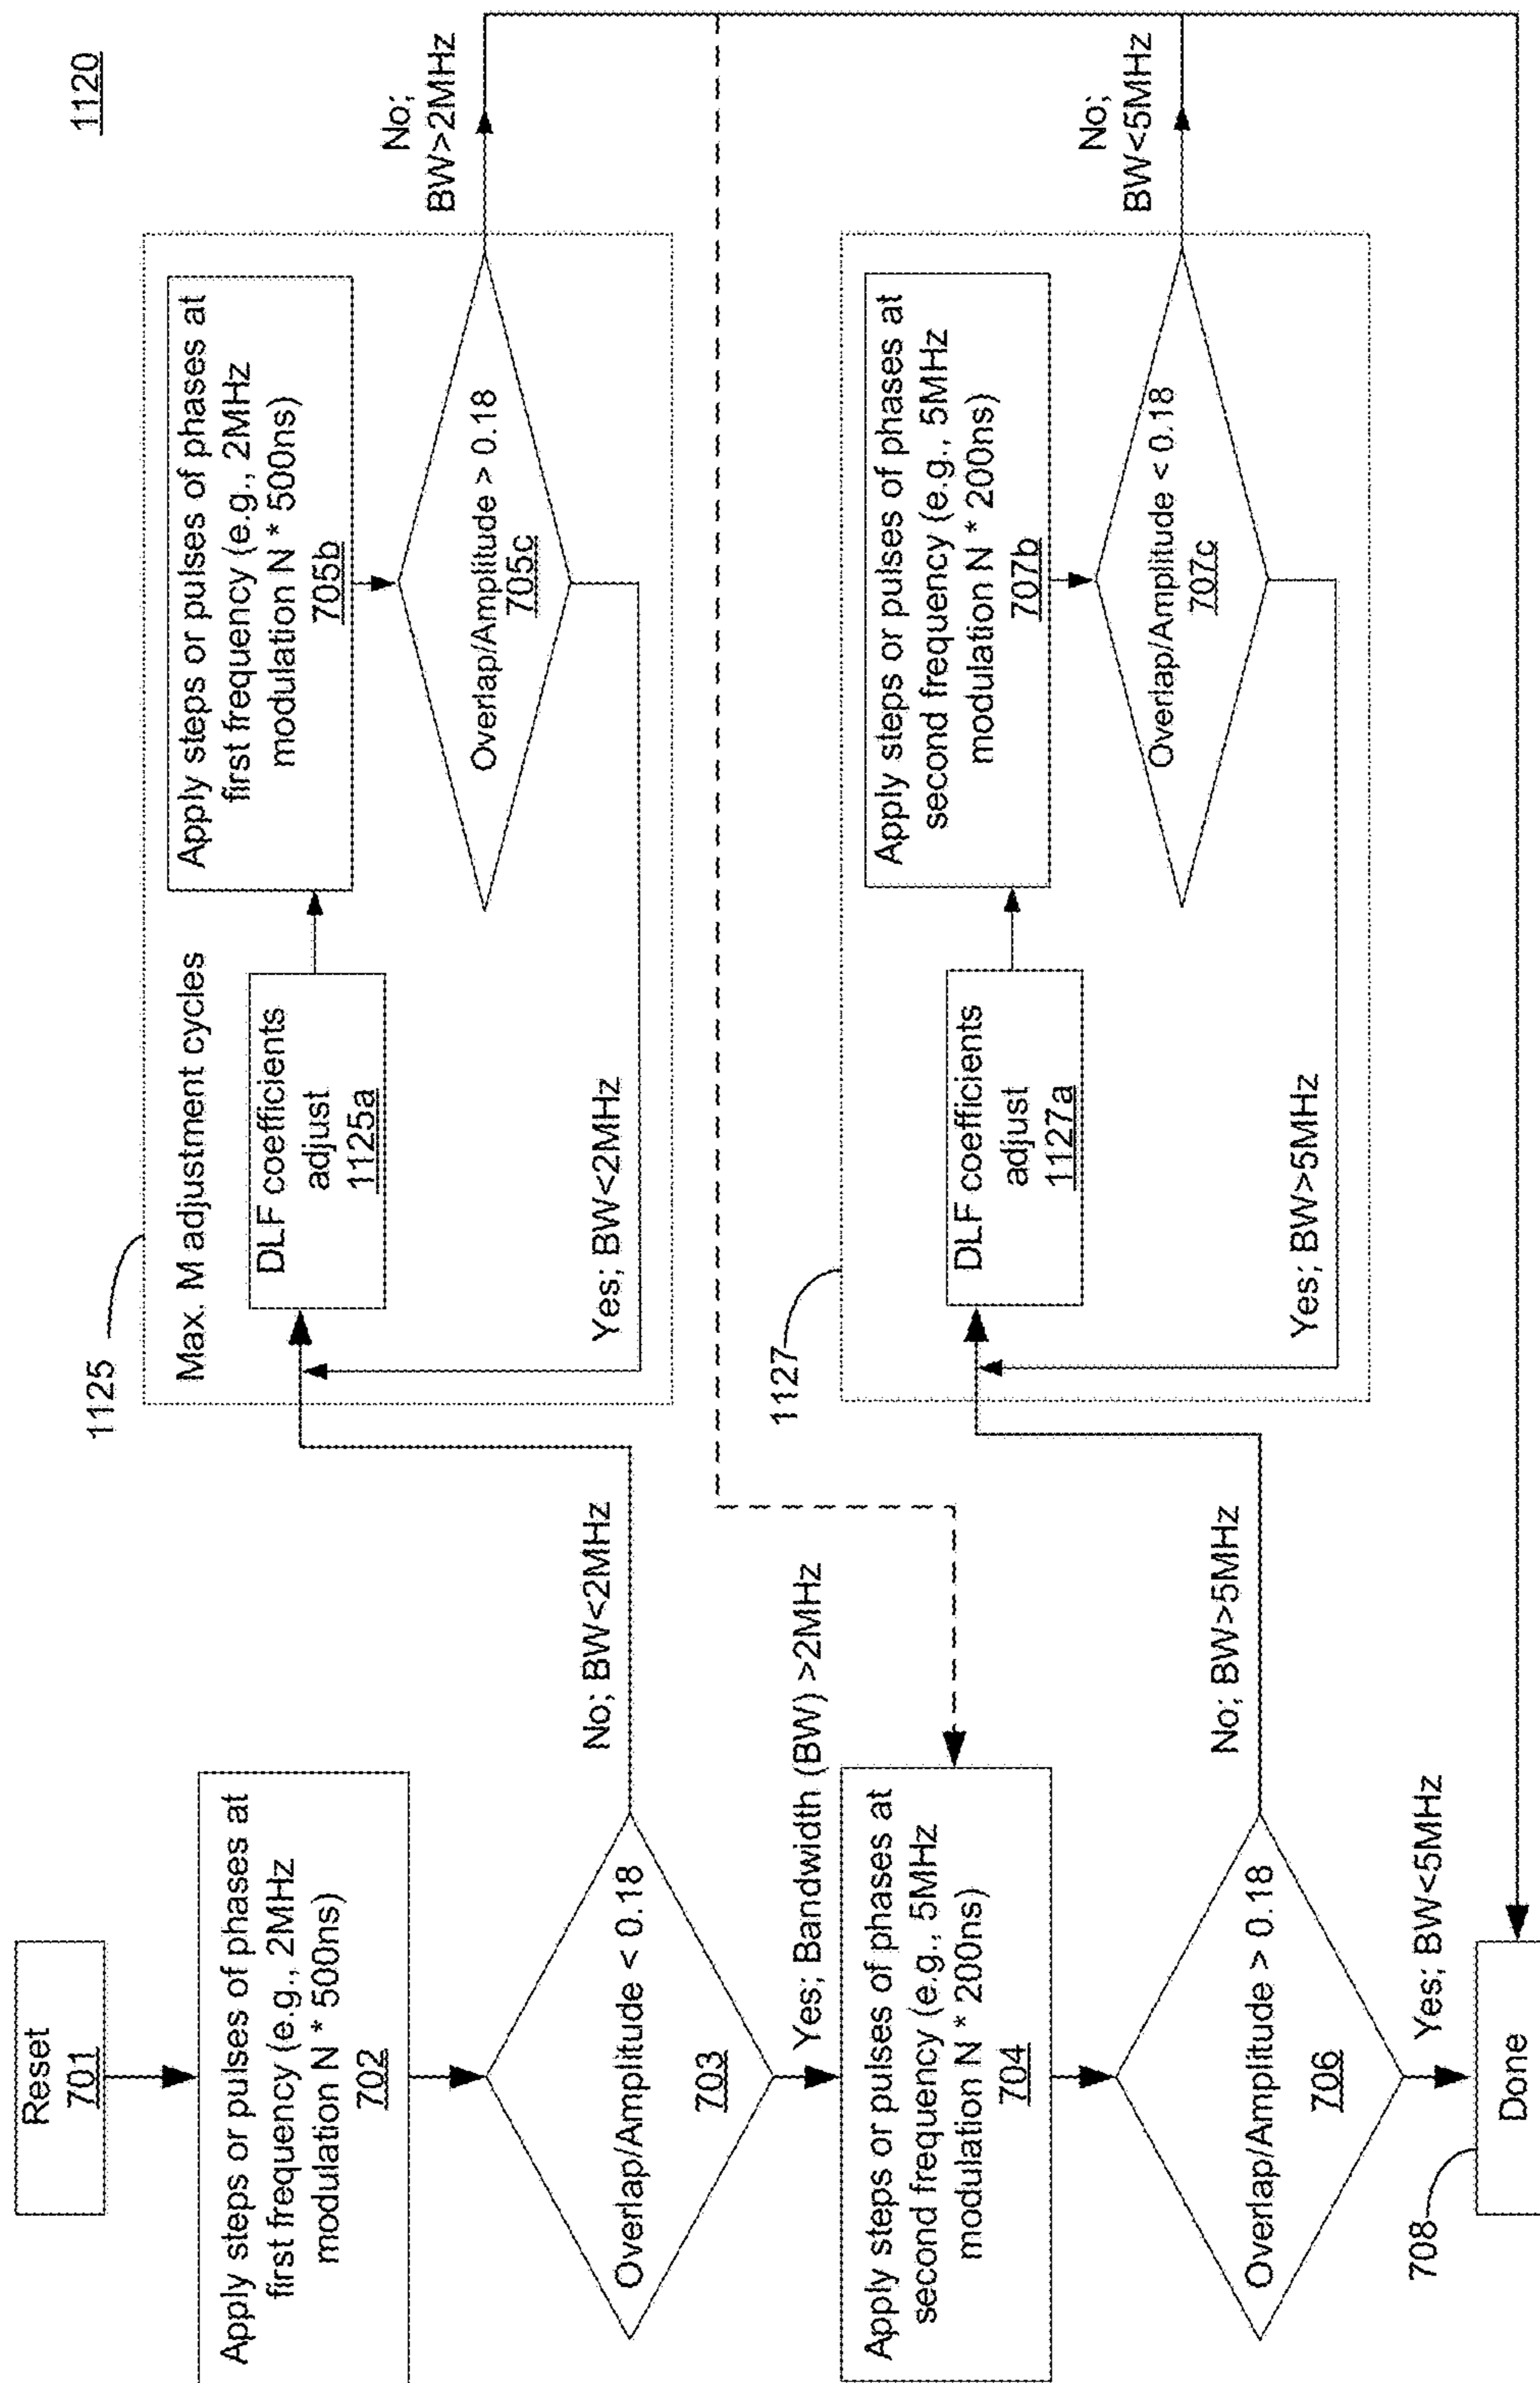 1120
Reset
701
Apply steps or pulses of phases at
first frequency (e.g., 2MHz
modulation N * 500ns)
702
Overlap/Amplitude < 0.18
703
No; BW<2MHz
Yes; Bandwidth (BW) >2MHz
Apply steps or pulses of phases at
second frequency (e.g., 5MHz
modulation N * 200ns)
704
Overlap/Amplitude > 0.18
706
No; BW>5MHz
Yes; BW<5MHz
708
Done
1125
Max. M adjustment cycles
DLF coefficients
adjust
1125a
Apply steps or pulses of phases at
first frequency (e.g., 2MHz
modulation N * 500ns)
705b
Overlap/Amplitude > 0.18
705c
Yes; BW<2MHz
No;
BW>2MHz
1127
DLF coefficients
adjust
1127a
Apply steps or pulses of phases at
second frequency (e.g., 5MHz
modulation N * 200ns)
707b
Overlap/Amplitude < 0.18
707c
Yes; BW>5MHz
No;
BW<5MHz